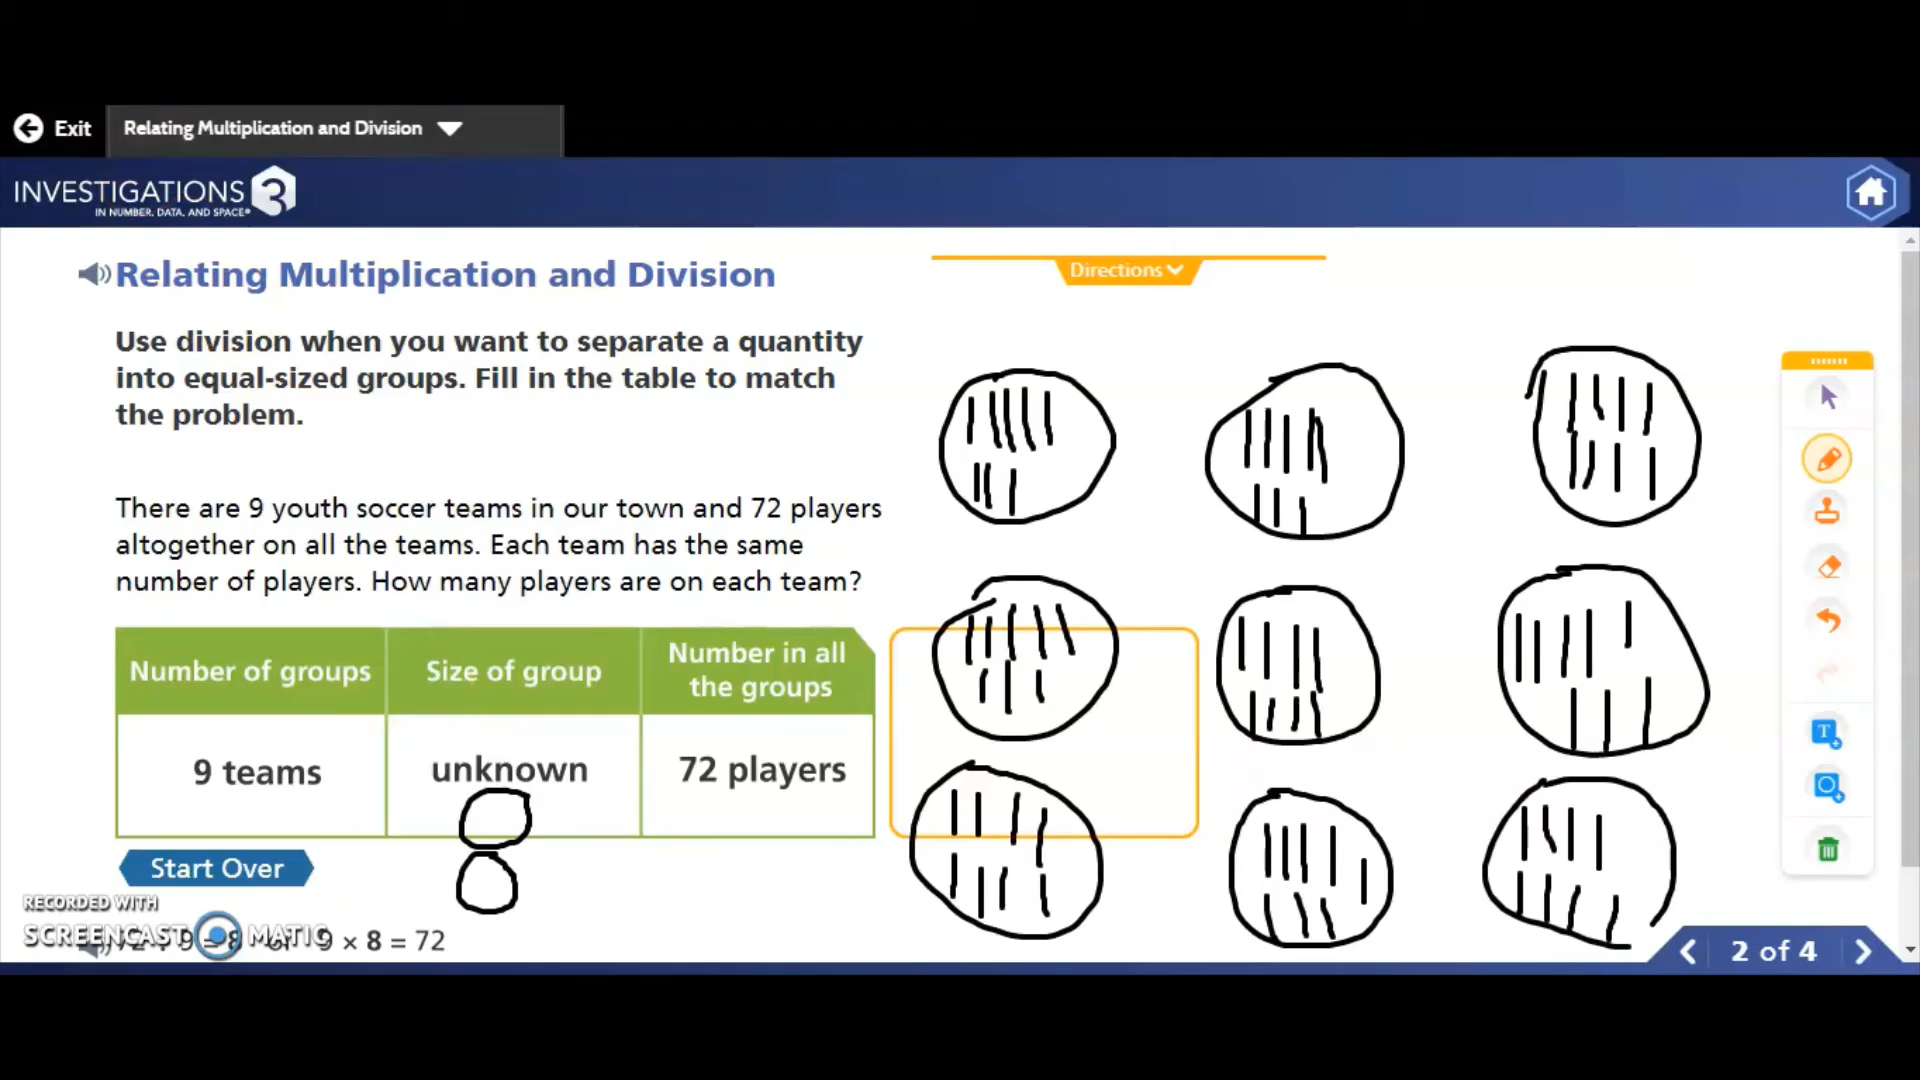 Exit
Relating Multiplication and Division
INVESTIGATIONS 3
IN NUMBER, DATA, AND SPACE®
Relating Multiplication and Division
Directions
Use division when you want to separate a quantity
into equal-sized groups. Fill in the table to match
the problem.
There are 9 youth soccer teams in our town and 72 players
altogether on all the teams. Each team has the same
number of players. How many players are on each team?
Number of groups
Size of group
Number in all
the groups
9 teams
unknown
72 players
8
Start Over
RECORDED WITH
SCREENCAST MATIC
72 ÷ 9 = 8 or 9 × 8 = 72
T
2 of 4